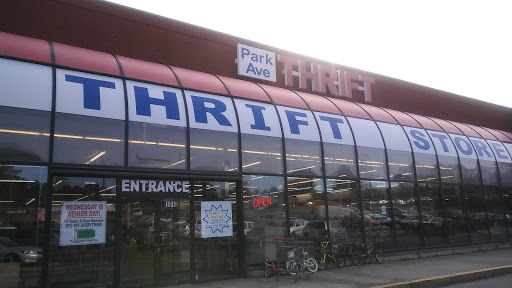 Park
Ave
THRIFT
THRIFT STORE
ENTRANCE
OPEN
WEDNESDAY IS
SENIOR DAY!